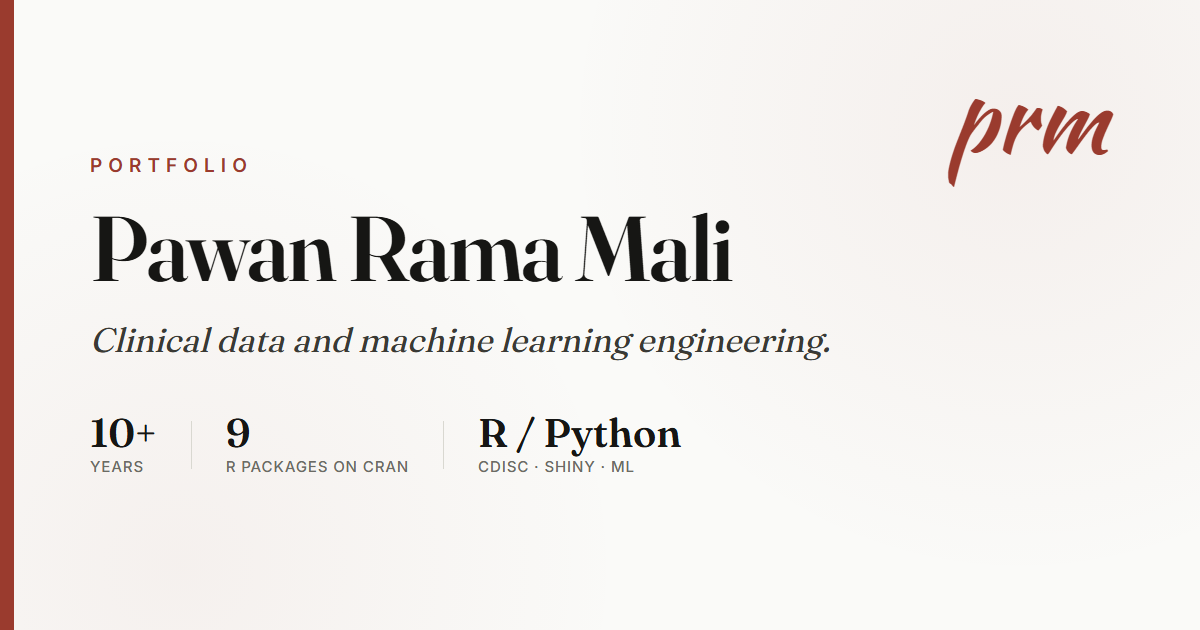 prm
PORTFOLIO
Pawan Rama Mali
Clinical data and machine learning engineering.
10+
YEARS
9
R PACKAGES ON CRAN
R / Python
CDISC · SHINY · ML